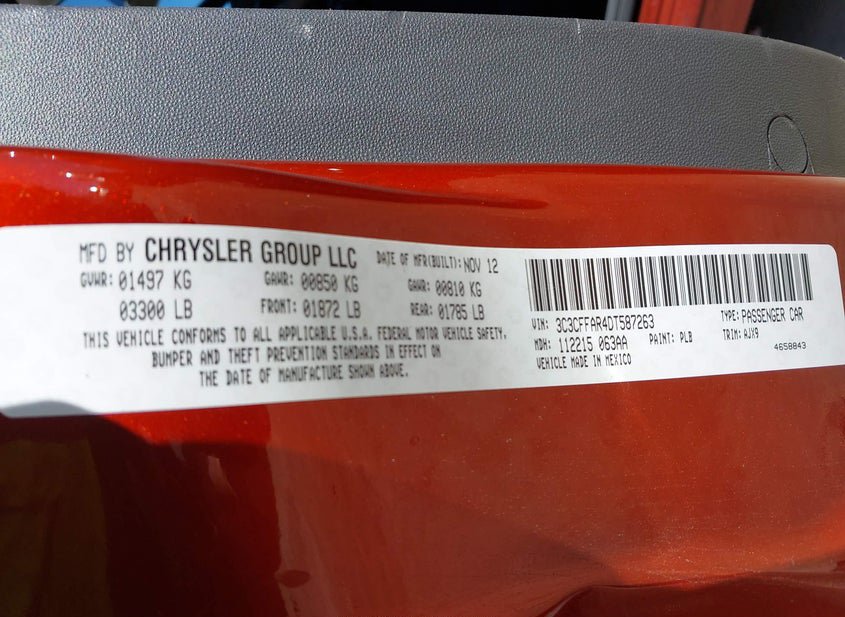 MFD BY CHRYSLER GROUP LLC DATE OF MFR(BUILT): NOV 12
GVWR: 01497 KG GAWR: 00850 KG GAWR: 00810 KG
03300 LB FRONT: 01872 LB REAR: 01785 LB
THIS VEHICLE CONFORMS TO ALL APPLICABLE U.S.A. FEDERAL MOTOR VEHICLE SAFETY,
BUMPER AND THEFT PREVENTION STANDARDS IN EFFECT ON
THE DATE OF MANUFACTURE SHOWN ABOVE.
VIN: 3C3CFFAR4DT587263 TYPE: PASSENGER CAR
MDH: 112215 063AA PAINT: PLB TRIM: AJX9
VEHICLE MADE IN MEXICO 4658843